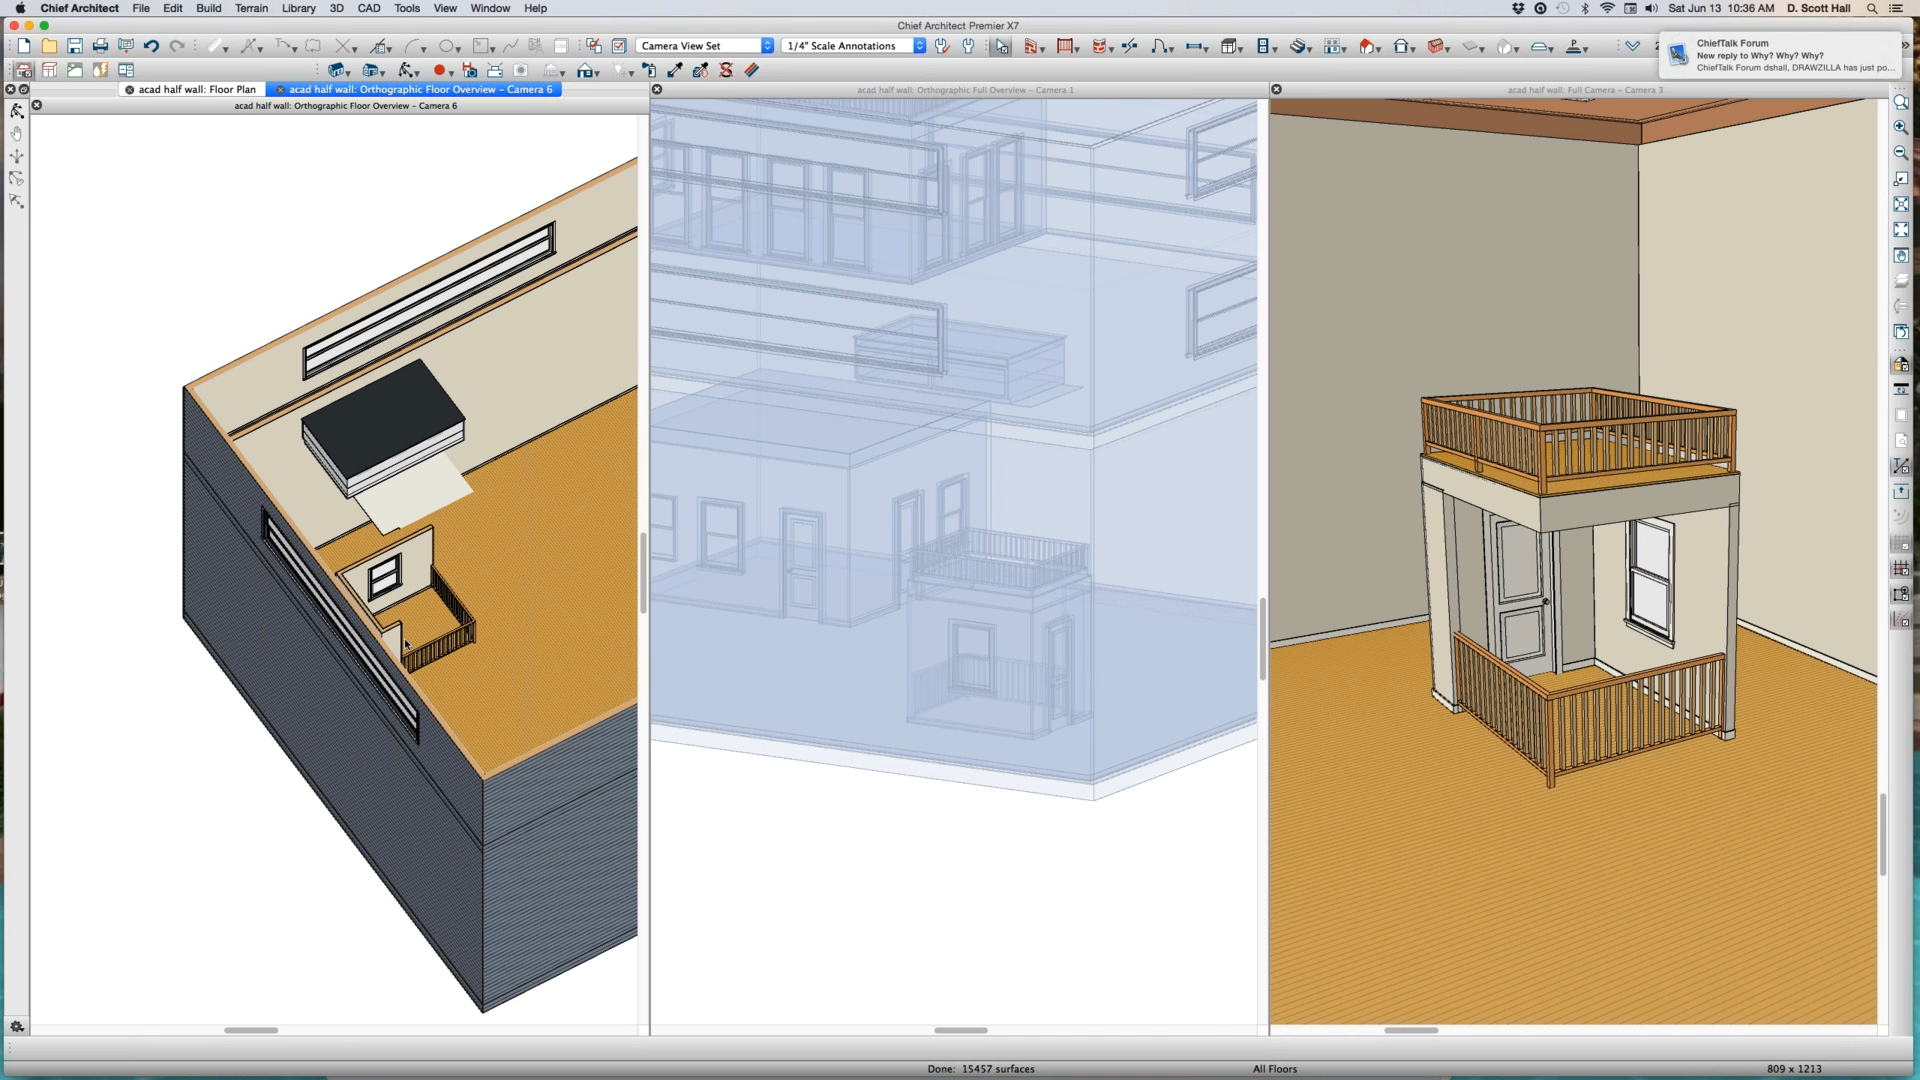 Chief Architect File Edit Build Terrain Library 3D CAD Tools View Window Help
Sat Jun 13 10:36 AM D. Scott Hall
Chief Architect Premier X7
Camera View Set
1/4" Scale Annotations
ChiefTalk Forum
New reply to Why? Why? Why?
ChiefTalk Forum dshall, DRAWZILLA has just po...
acad half wall: Floor Plan
acad half wall: Orthographic Floor Overview - Camera 6
acad half wall: Orthographic Full Overview - Camera 1
acad half wall: Full Camera - Camera 3
acad half wall: Orthographic Floor Overview - Camera 6
Done: 15457 surfaces
All Floors
809 x 1213